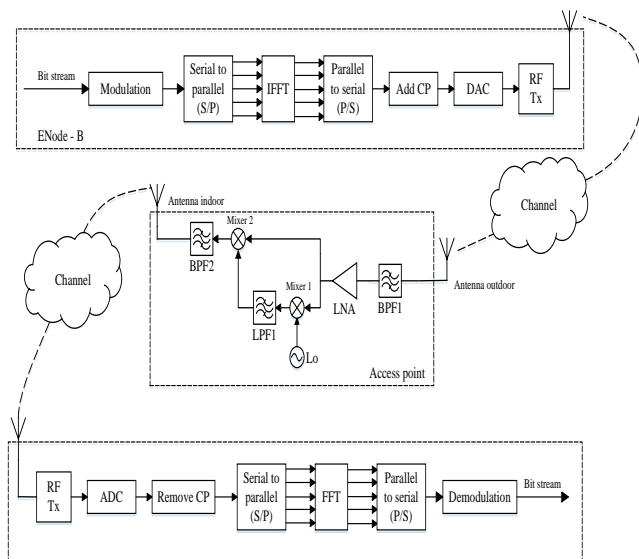 Bit stream
Modulation
Serial to
parallel
(S/P)
IFFT
Parallel
to serial
(P/S)
Add CP
DAC
RF
Tx
ENode - B
Antenna indoor
Mixer 2
BPF2
Channel
Mixer 1
LPF1
LNA
BPF1
Lo
Channel
Antenna outdoor
Access point
RF
Tx
ADC
Remove CP
Serial to
parallel
(S/P)
FFT
Parallel
to serial
(P/S)
Demodulation
Bit stream